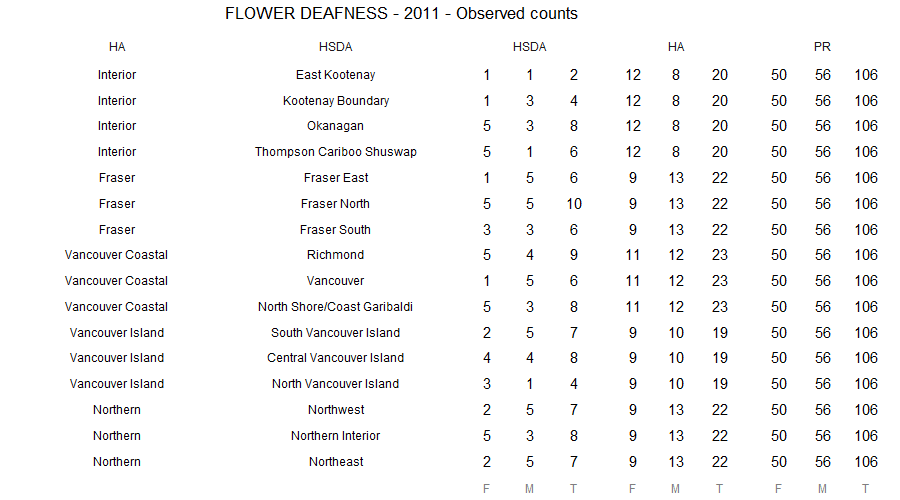 FLOWER DEAFNESS - 2011 - Observed counts
HA HSDA HSDA HA PR
Interior East Kootenay 1 1 2 12 8 20 50 56 106
Interior Kootenay Boundary 1 3 4 12 8 20 50 56 106
Interior Okanagan 5 3 8 12 8 20 50 56 106
Interior Thompson Cariboo Shuswap 5 1 6 12 8 20 50 56 106
Fraser Fraser East 1 5 6 9 13 22 50 56 106
Fraser Fraser North 5 5 10 9 13 22 50 56 106
Fraser Fraser South 3 3 6 9 13 22 50 56 106
Vancouver Coastal Richmond 5 4 9 11 12 23 50 56 106
Vancouver Coastal Vancouver 1 5 6 11 12 23 50 56 106
Vancouver Coastal North Shore/Coast Garibaldi 5 3 8 11 12 23 50 56 106
Vancouver Island South Vancouver Island 2 5 7 9 10 19 50 56 106
Vancouver Island Central Vancouver Island 4 4 8 9 10 19 50 56 106
Vancouver Island North Vancouver Island 3 1 4 9 10 19 50 56 106
Northern Northwest 2 5 7 9 13 22 50 56 106
Northern Northern Interior 5 3 8 9 13 22 50 56 106
Northern Northeast 2 5 7 9 13 22 50 56 106
F M T F M T F M T